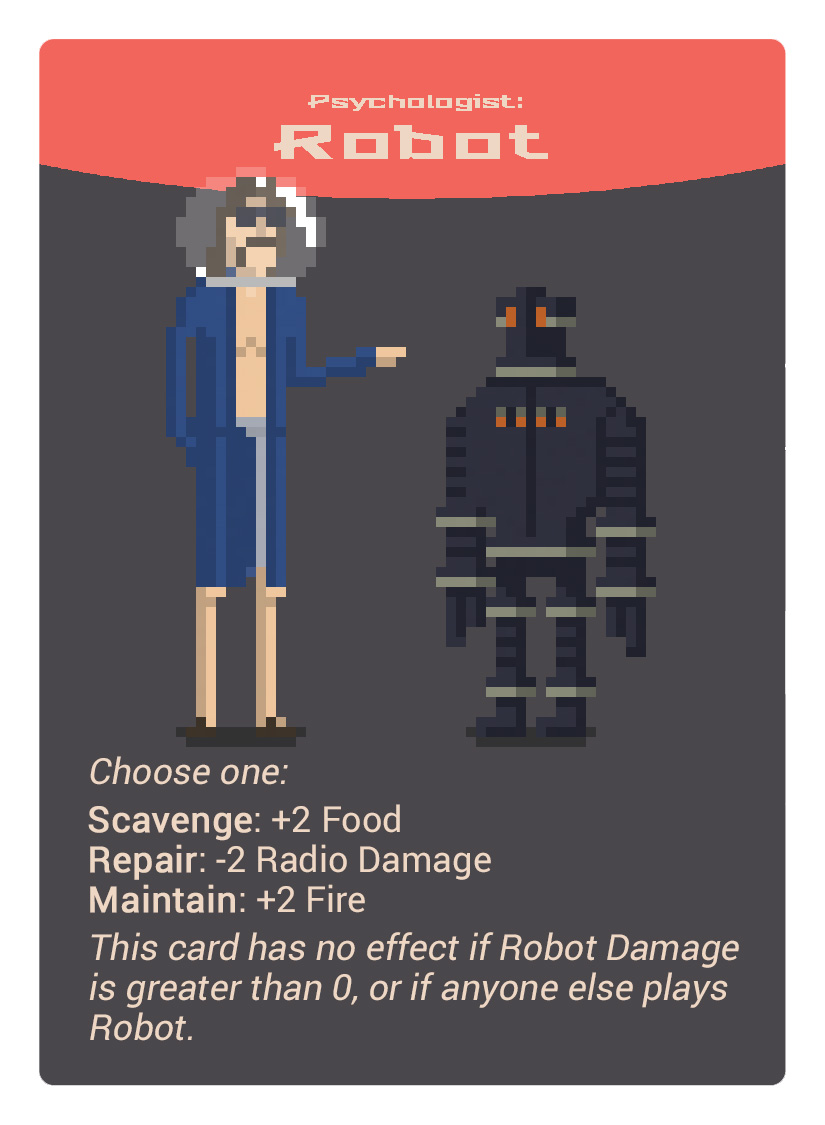 Psychologist:
Robot
Choose one:
Scavenge: +2 Food
Repair: -2 Radio Damage
Maintain: +2 Fire
This card has no effect if Robot Damage
is greater than 0, or if anyone else plays
Robot.